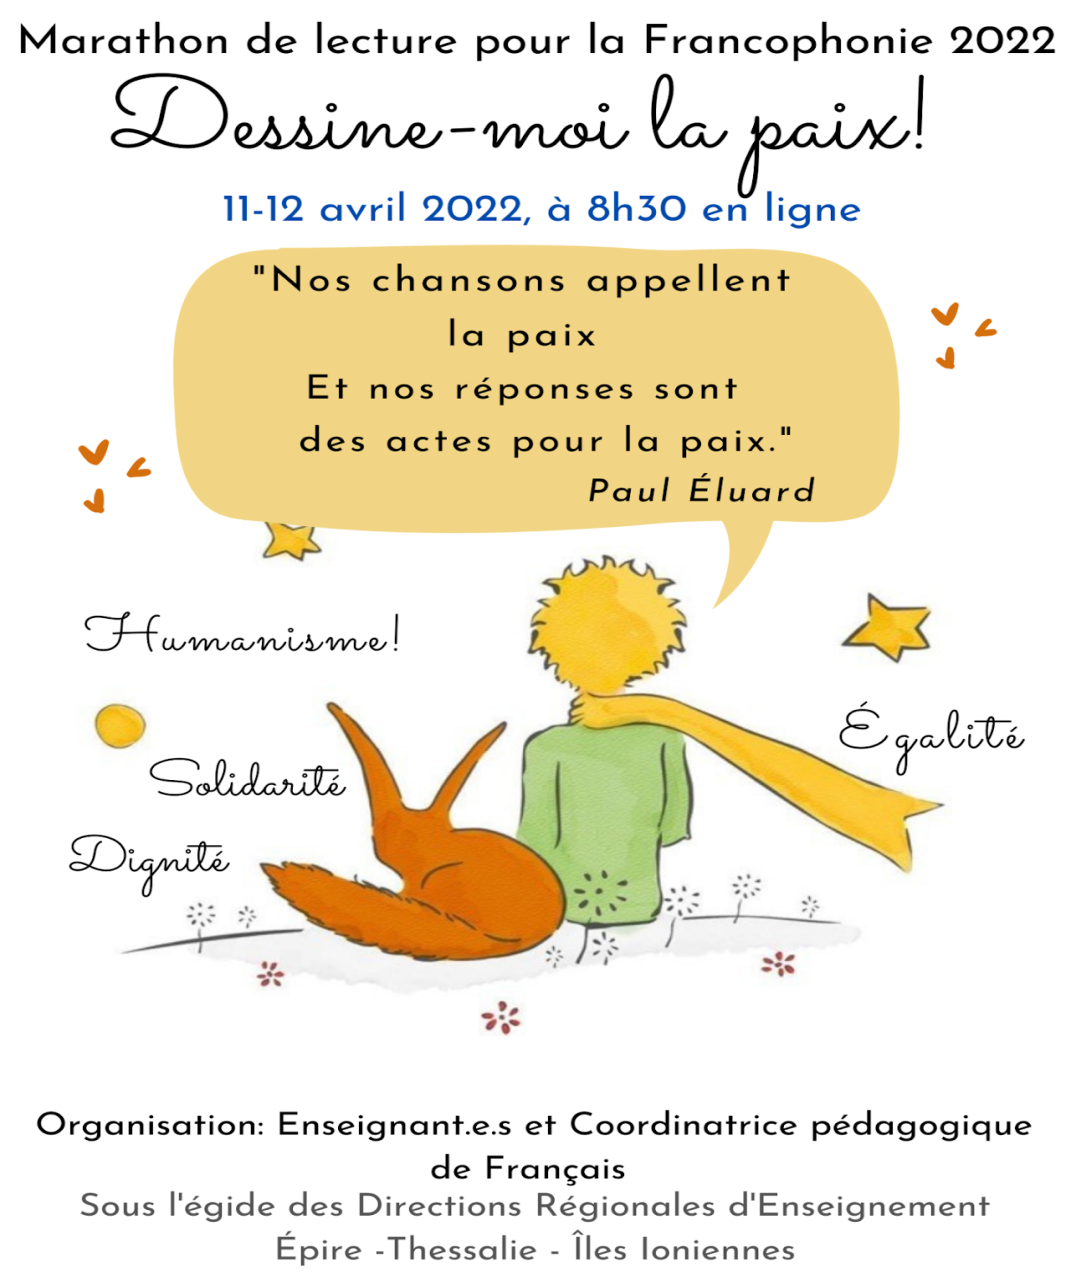 Marathon de lecture pour la Francophonie 2022
Dessine-moi la paix!
11-12 avril 2022, à 8h30 en ligne
"Nos chansons appellent
la paix
Et nos réponses sont
des actes pour la paix."
Paul Éluard
Humanisme!
Égalité
Solidarité
Dignité
Organisation: Enseignant.e.s et Coordinatrice pédagogique
de Français
Sous l'égide des Directions Régionales d'Enseignement
Épire -Thessalie - Îles Ioniennes